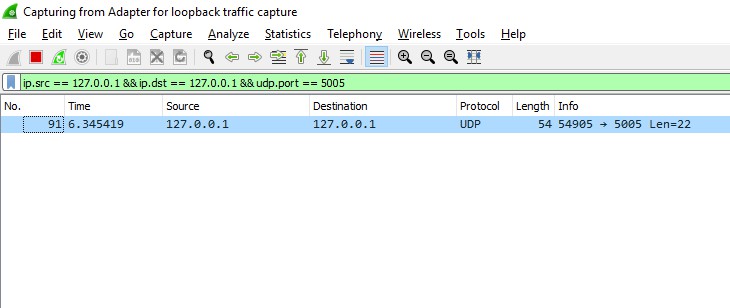 Capturing from Adapter for loopback traffic capture
File Edit View Go Capture Analyze Statistics Telephony Wireless Tools Help
ip.src == 127.0.0.1 && ip.dst == 127.0.0.1 && udp.port == 5005
No. Time Source Destination Protocol Length Info
91 6.345419 127.0.0.1 127.0.0.1 UDP 54 54905 → 5005 Len=22